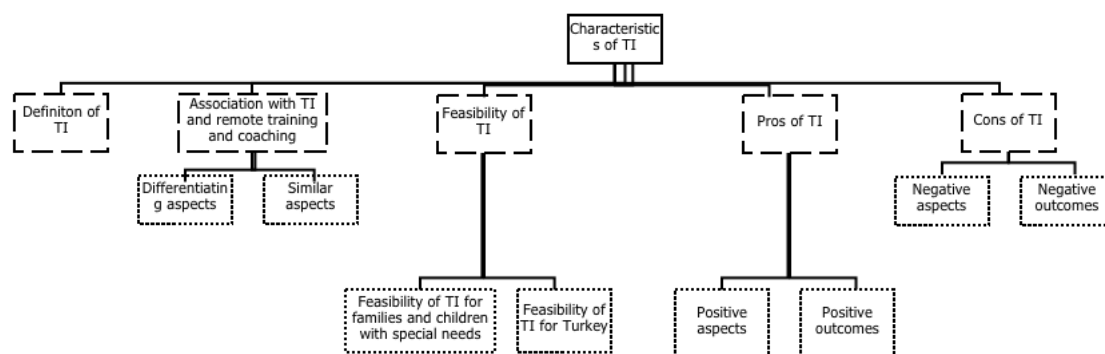 Characteristic
s of TI
Definiton of
TI
Association with TI
and remote training
and coaching
Feasibility of
TI
Pros of TI
Cons of TI
Differentiatin
g aspects
Similar
aspects
Negative
aspects
Negative
outcomes
Feasibility of TI for
families and children
with special needs
Feasibility of
TI for Turkey
Positive
aspects
Positive
outcomes